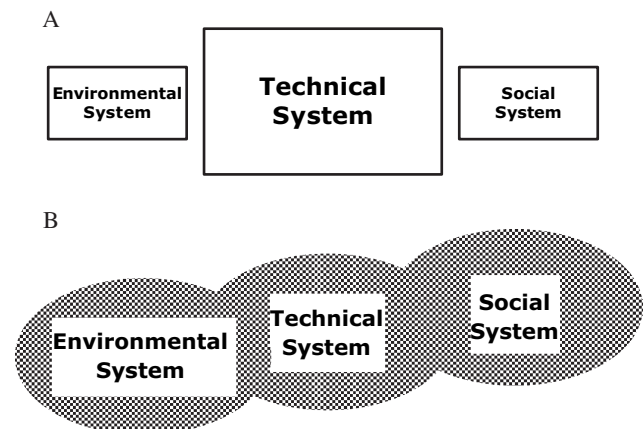 A
Environmental
System
Technical
System
Social
System
B
Environmental
System
Technical
System
Social
System